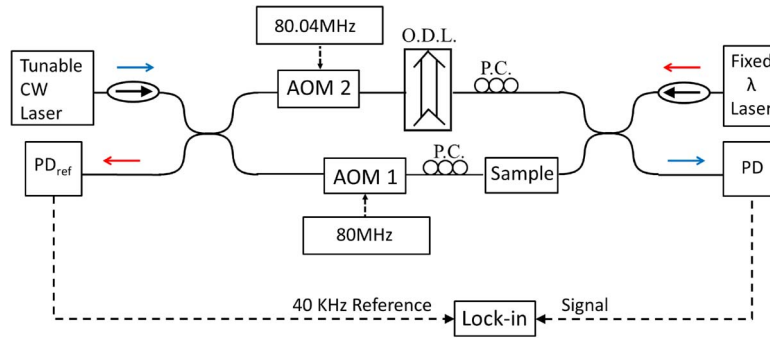 80.04MHz
O.D.L.
Tunable
CW
Laser
AOM 2
P.C.
Fixed
λ
Laser
PDref
P.C.
AOM 1
Sample
PD
80MHz
40 KHz Reference
Lock-in
Signal